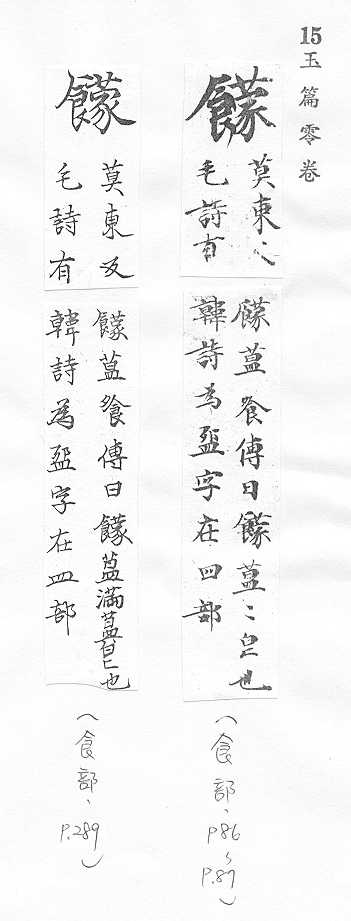 15 玉篇零卷
饛
莫東〻
毛詩有
饛簋飧傳曰饛簋〻皃也
韓詩為盈字在皿部
(食部、
P86~
P.87)
饛
莫東反
毛詩有
饛簋飧傳曰饛簋滿簋皃也
韓詩為盈字在皿部
(食部、
P.289)